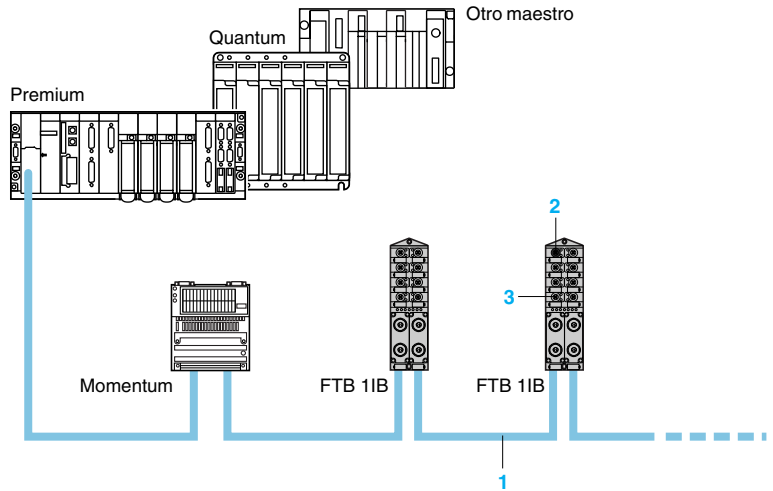 Otro maestro
Quantum
Premium
2
3
Momentum
FTB 1IB
FTB 1IB
1